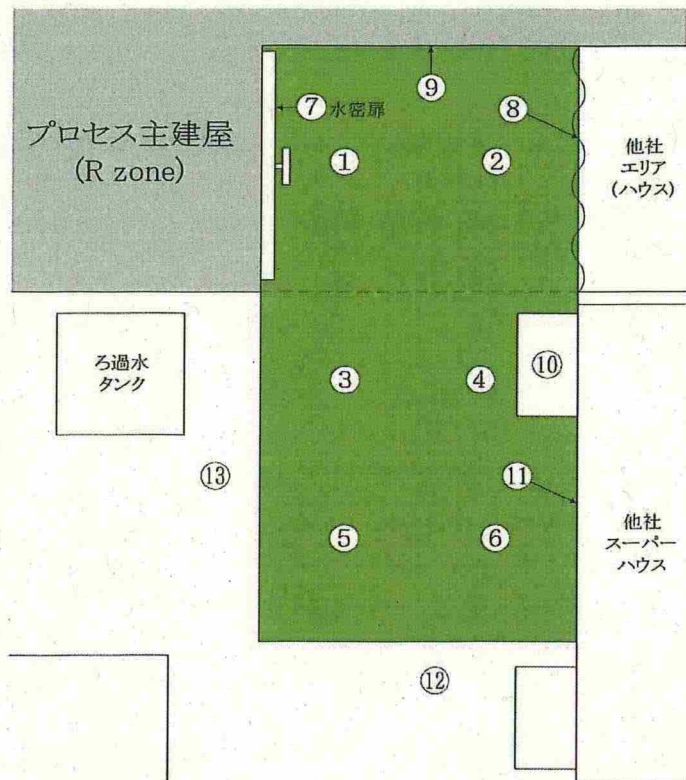 ⑨
⑦ 水密扉
⑧
プロセス主建屋
(R zone)
①
②
他社
エリア
(ハウス)
ろ過水
タンク
③
④
⑩
⑬
⑪
⑤
⑥
他社
スーパー
ハウス
⑫